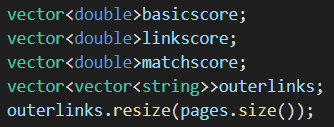 vector<double>basicscore;
vector<double>linkscore;
vector<double>matchscore;
vector<vector<string>>outerlinks;
outerlinks.resize(pages.size());